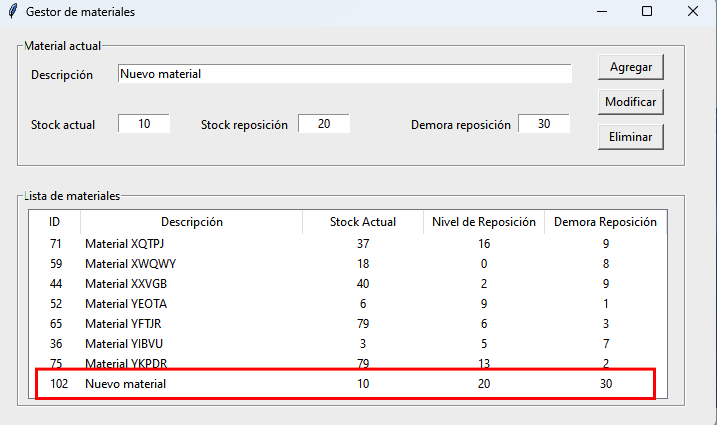 Gestor de materiales
Material actual
Descripción Nuevo material Agregar
Modificar
Stock actual 10 Stock reposición 20 Demora reposición 30
Eliminar
Lista de materiales
ID Descripción Stock Actual Nivel de Reposición Demora Reposición
71 Material XQTPJ 37 16 9
59 Material XWQWY 18 0 8
44 Material XXVGB 40 2 9
52 Material YEOTA 6 9 1
65 Material YFTJR 79 6 3
36 Material YIBVU 3 5 7
75 Material YKPDR 79 13 2
102 Nuevo material 10 20 30